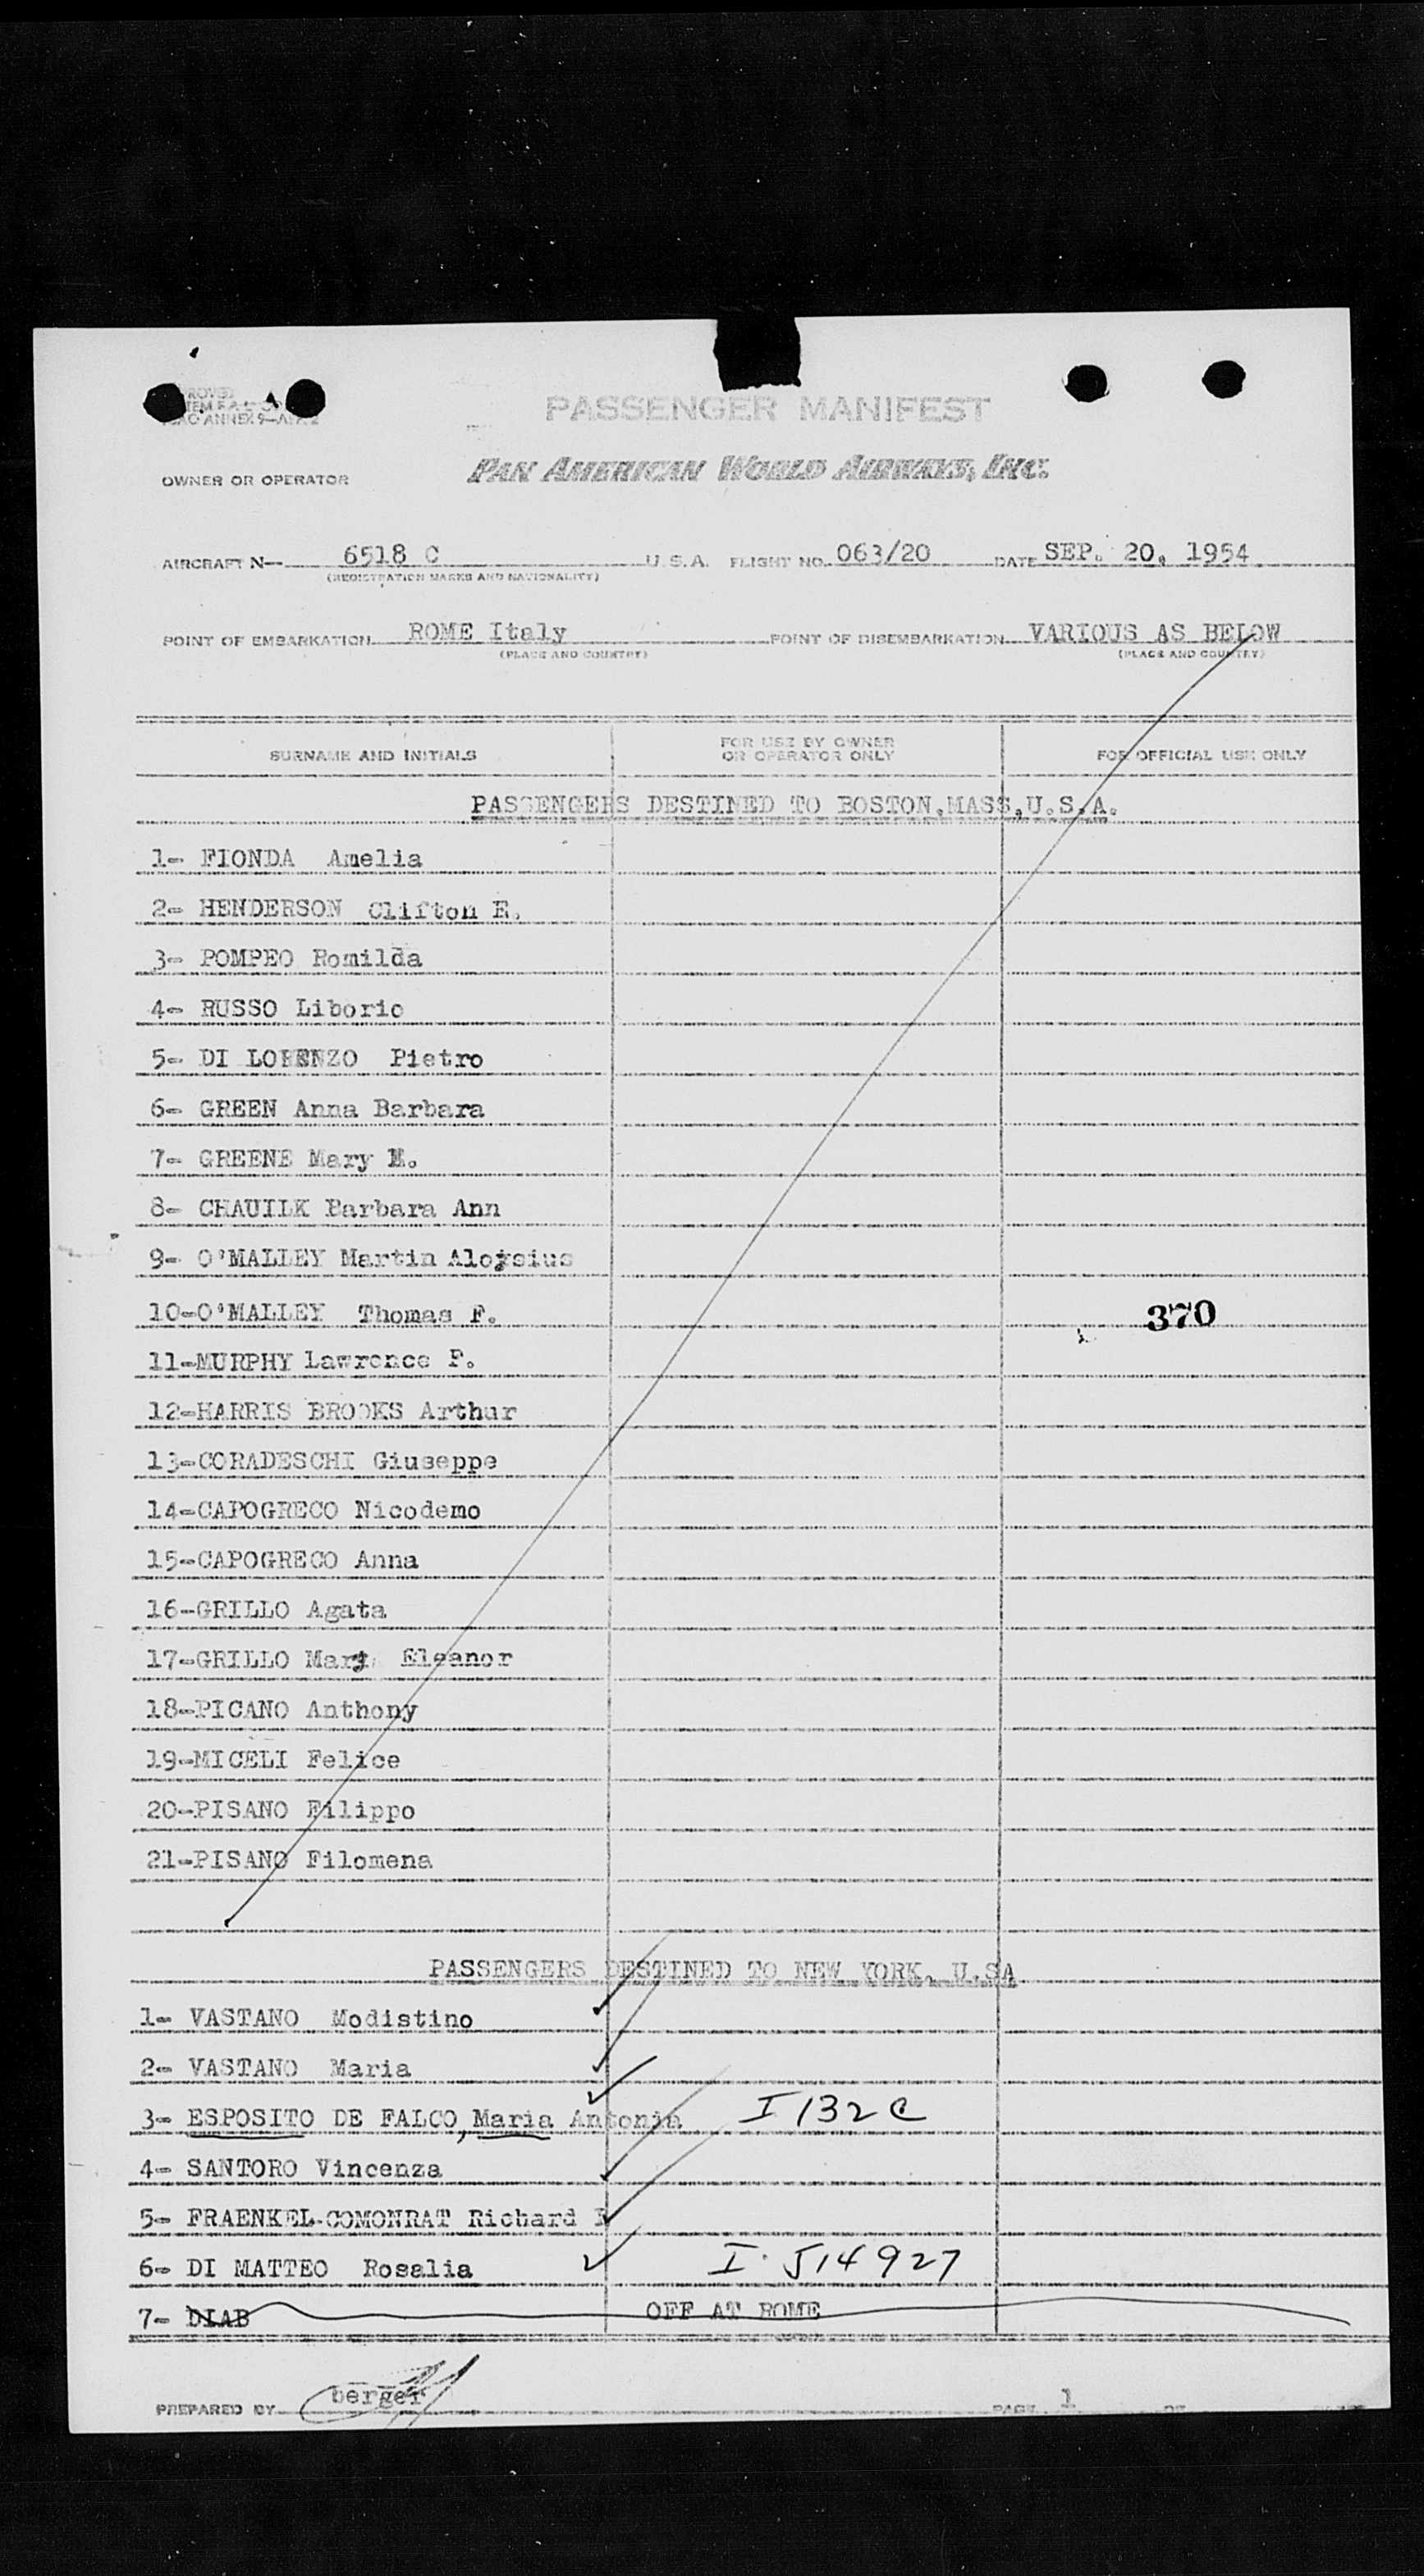 PASSENGER MANIFEST
OWNER OR OPERATOR PAN AMERICAN WORLD AIRWAYS, INC.
AIRCRAFT N— 6518 C U.S.A. FLIGHT NO. 063/20 DATE SEP. 20, 1954
(REGISTRATION MARKS AND NATIONALITY)
POINT OF EMBARKATION ROME Italy POINT OF DISEMBARKATION VARIOUS AS BELOW
(PLACE AND COUNTRY) (PLACE AND COUNTRY)
SURNAME AND INITIALS FOR USE BY OWNER OR OPERATOR ONLY FOR OFFICIAL USE ONLY
PASSENGERS DESTINED TO BOSTON,MASS,U.S.A.
1- FIONDA Amelia
2- HENDERSON Clifton E.
3- POMPEO Romilda
4- RUSSO Liborio
5- DI LORENZO Pietro
6- GREEN Anna Barbara
7- GREENE Mary M.
8- CHAUILK Barbara Ann
9- O'MALLEY Martin Aloysius
10-O'MALLEY Thomas F. 370
11-MURPHY Lawrence F.
12-HARRIS BROOKS Arthur
13-CORADESCHI Giuseppe
14-CAPOGRECO Nicodemo
15-CAPOGRECO Anna
16-GRILLO Agata
17-GRILLO Mary Eleanor
18-PICANO Anthony
19-MICELI Felice
20-PISANO Filippo
21-PISANO Filomena
PASSENGERS DESTINED TO NEW YORK, U.SA
1- VASTANO Modistino
2- VASTANO Maria
3- ESPOSITO DE FALCO, Maria Antonia I 132 C
4- SANTORO Vincenza
5- FRAENKEL-COMONRAT Richard
6- DI MATTEO Rosalia I. J14927
7- DIAB OFF AT ROME
PREPARED BY berger PAGE 1